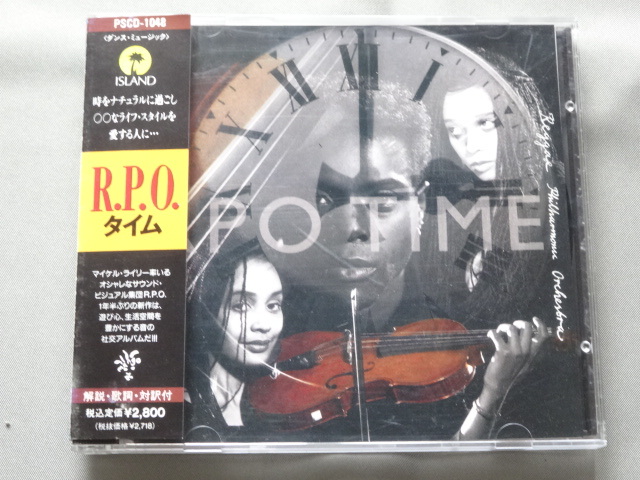 PSCD-1048
〈ダンス・ミュージック〉
ISLAND
時をナチュラルに過ごし
○○なライフ・スタイルを
愛する人に…
R.P.O.
タイム
マイケル・ライリー率いる
オシャレなサウンド・
ビジュアル集団R.P.O.
1年半ぶりの新作は、
遊び心、生活空間を
豊かにする音の
社交アルバムだ!!!
解説・歌詞・対訳付
税込定価¥2,800
(税抜価格¥2,718)
X XI XII I
RPO TIME
Reggae Philharmonic Orchestra